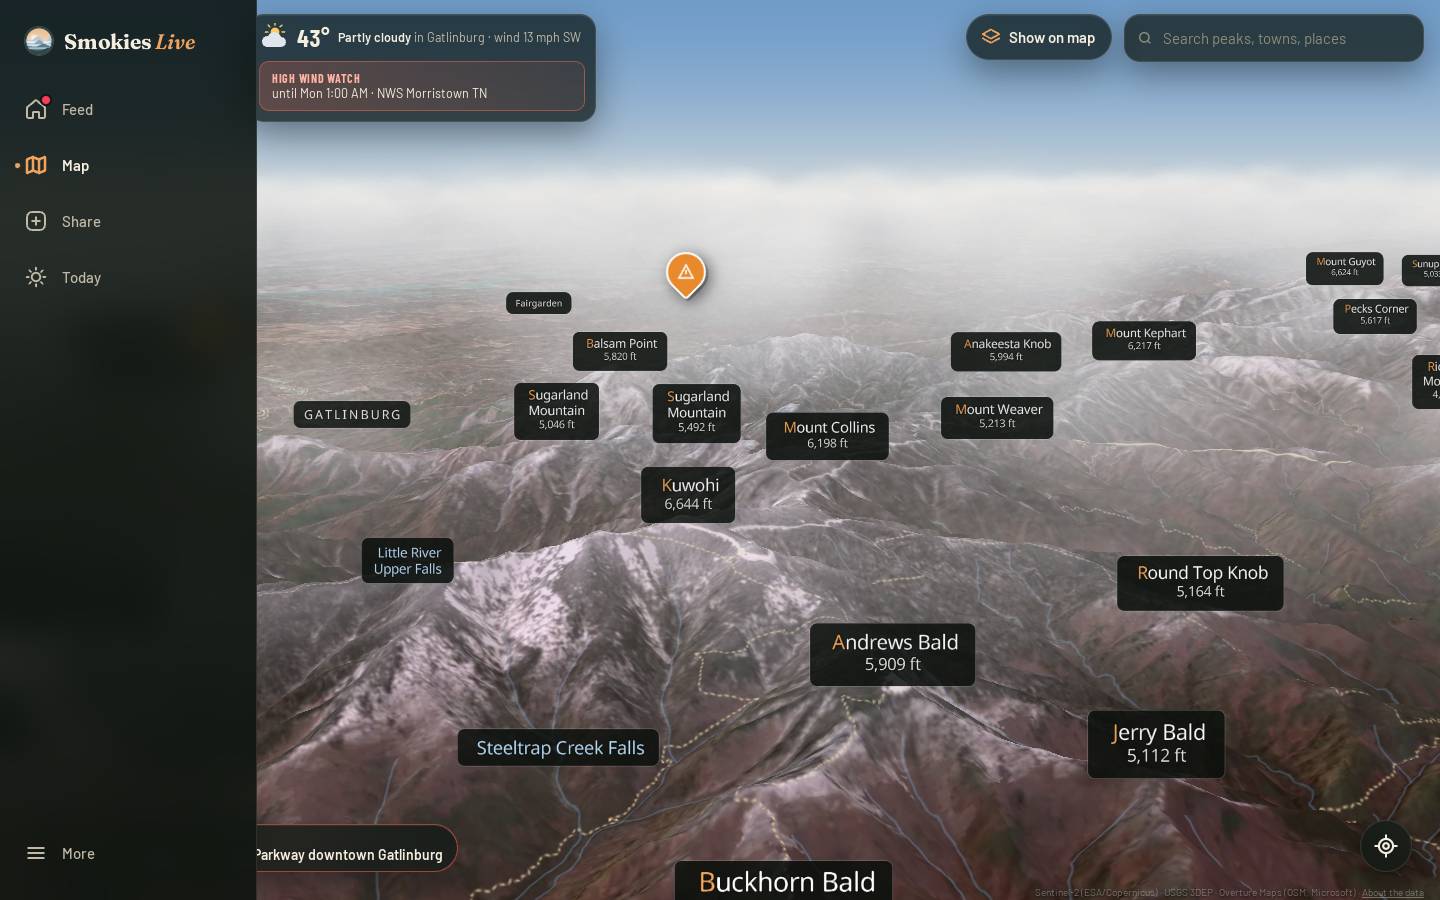 Smokies Live
Feed
Map
Share
Today
More
43° Partly cloudy in Gatlinburg · wind 13 mph SW
HIGH WIND WATCH
until Mon 1:00 AM · NWS Morristown TN
Show on map
Search peaks, towns, places
Mount Guyot
6,624 ft
Sunup
5,03
Fairgarden
Pecks Corner
5,617 ft
Balsam Point
5,820 ft
Anakeesta Knob
5,994 ft
Mount Kephart
6,217 ft
Ric
Mo
4,
GATLINBURG
Sugarland
Mountain
5,046 ft
Sugarland
Mountain
5,492 ft
Mount Collins
6,198 ft
Mount Weaver
5,213 ft
Kuwohi
6,644 ft
Little River
Upper Falls
Round Top Knob
5,164 ft
Andrews Bald
5,909 ft
Steeltrap Creek Falls
Jerry Bald
5,112 ft
Parkway downtown Gatlinburg
Buckhorn Bald
Sentinel-2 (ESA/Copernicus) · USGS 3DEP · Overture Maps (OSM, Microsoft) · About the data